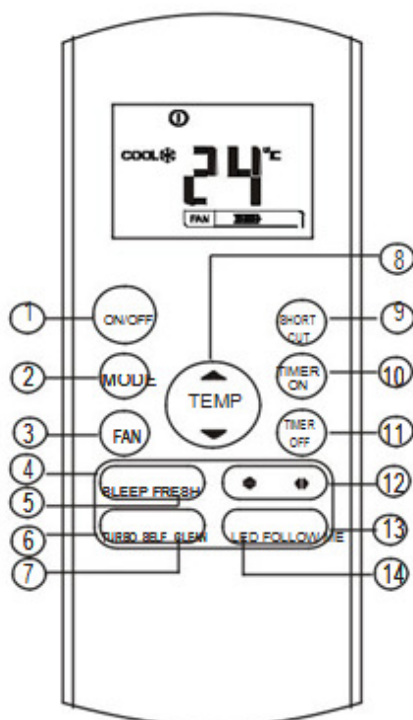 COOL
24°C
FAN
8
1
ON/OFF
SHORT
CUT
9
2
MODE
TEMP
TIMER
ON
10
3
FAN
TIMER
OFF
11
4
SLEEP FRESH
12
5
6
TURBO SELF CLEAN
LED FOLLOW ME
13
7
14